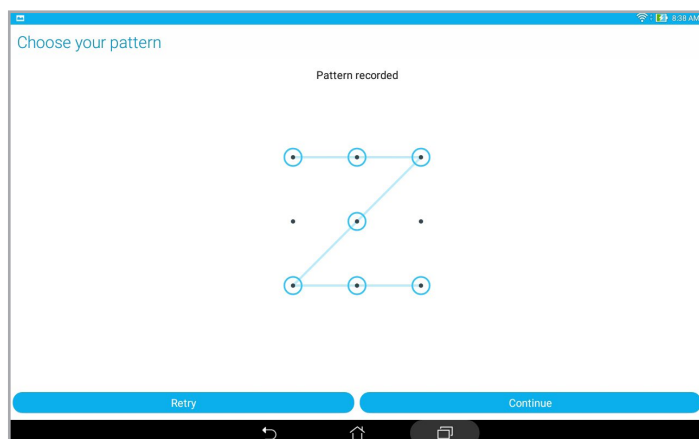 8:38 AM
Choose your pattern
Pattern recorded
Retry
Continue